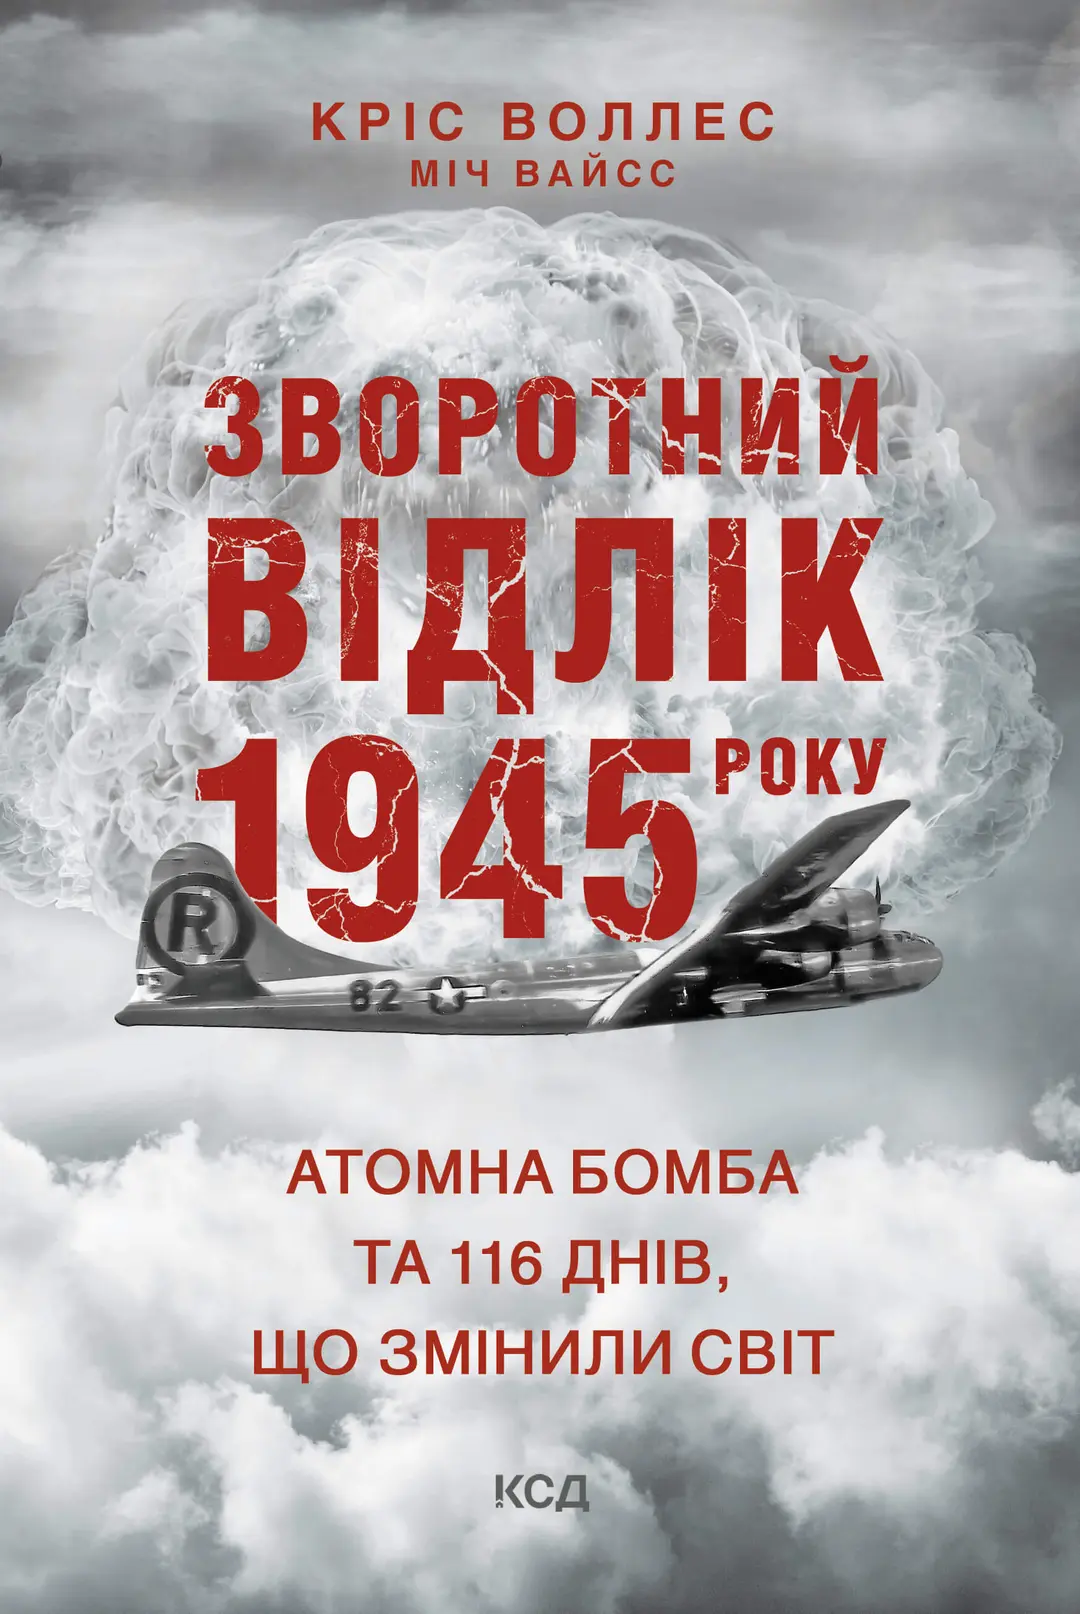 КРІС ВОЛЛЕС
МІЧ ВАЙСС
ЗВОРОТНИЙ
ВІДЛІК
1945 РОКУ
R
82
АТОМНА БОМБА
ТА 116 ДНІВ,
ЩО ЗМІНИЛИ СВІТ
КСД